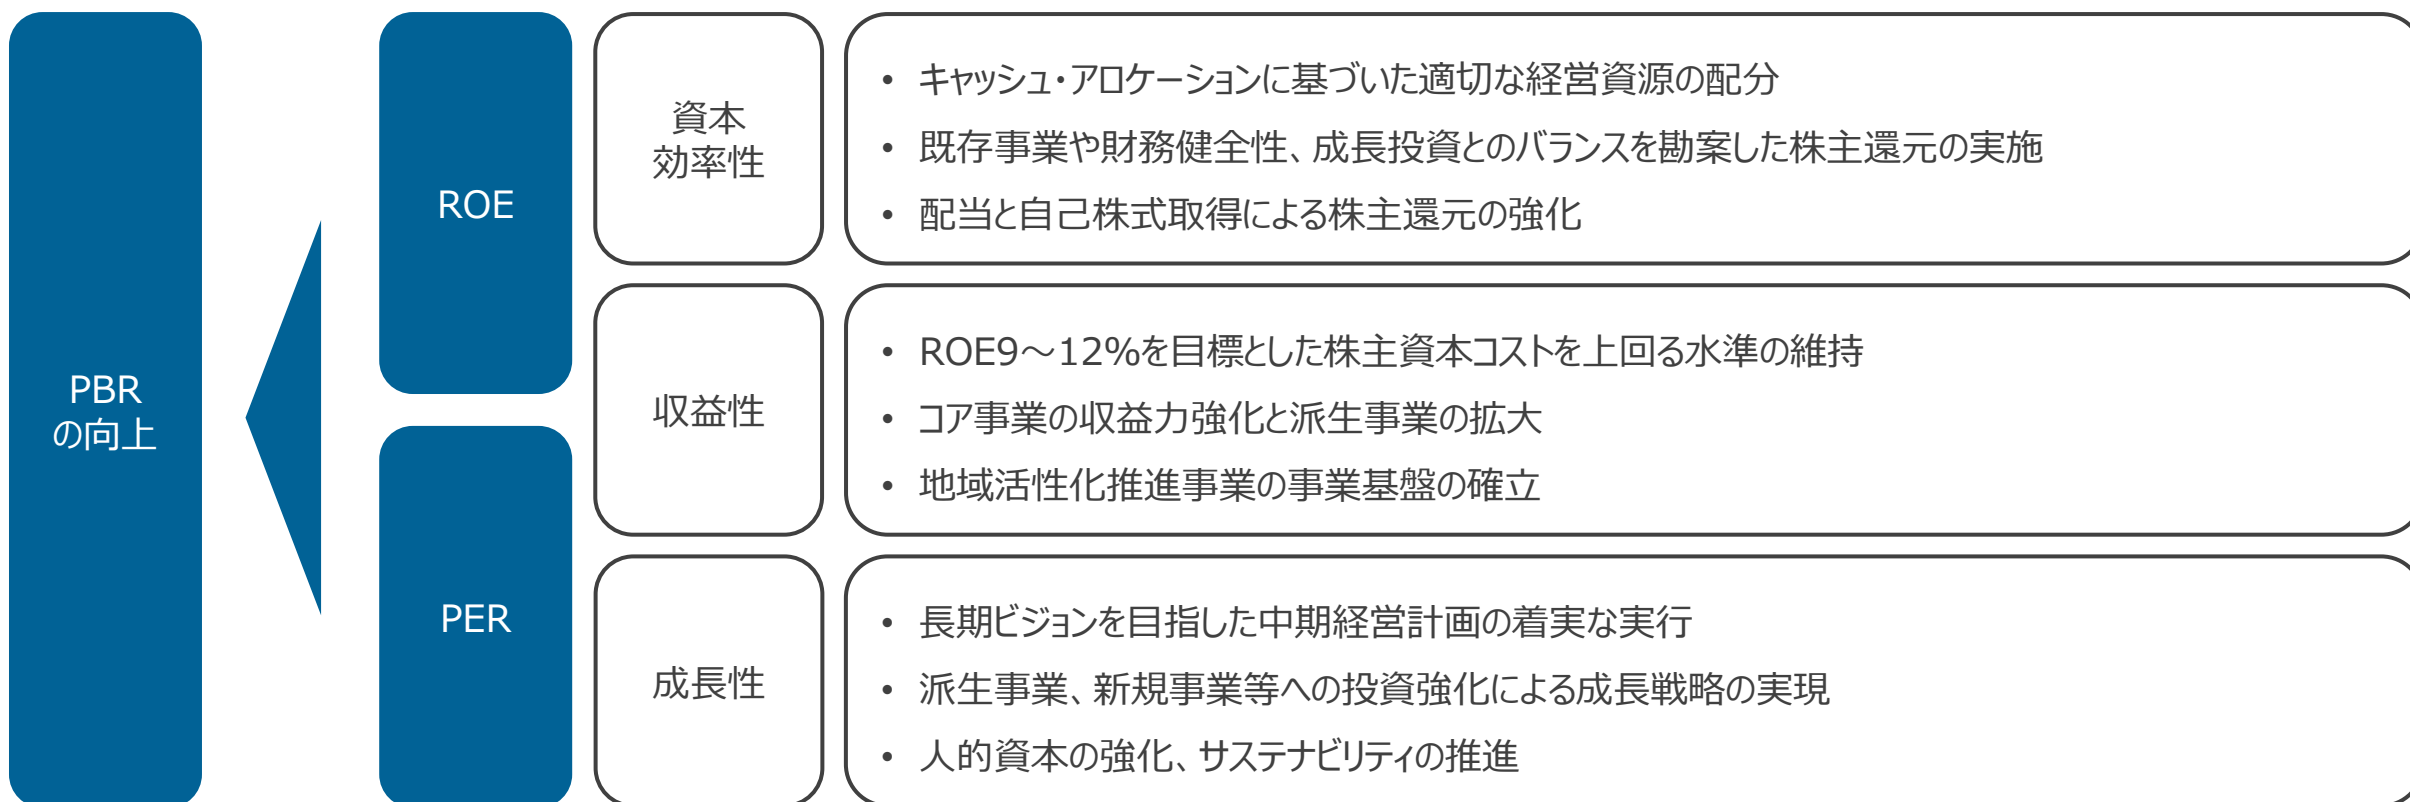 PBR
の向上
ROE
PER
資本
効率性
• キャッシュ・アロケーションに基づいた適切な経営資源の配分
• 既存事業や財務健全性、成長投資とのバランスを勘案した株主還元の実施
• 配当と自己株式取得による株主還元の強化
収益性
• ROE9～12%を目標とした株主資本コストを上回る水準の維持
• コア事業の収益力強化と派生事業の拡大
• 地域活性化推進事業の事業基盤の確立
成長性
• 長期ビジョンを目指した中期経営計画の着実な実行
• 派生事業、新規事業等への投資強化による成長戦略の実現
• 人的資本の強化、サステナビリティの推進